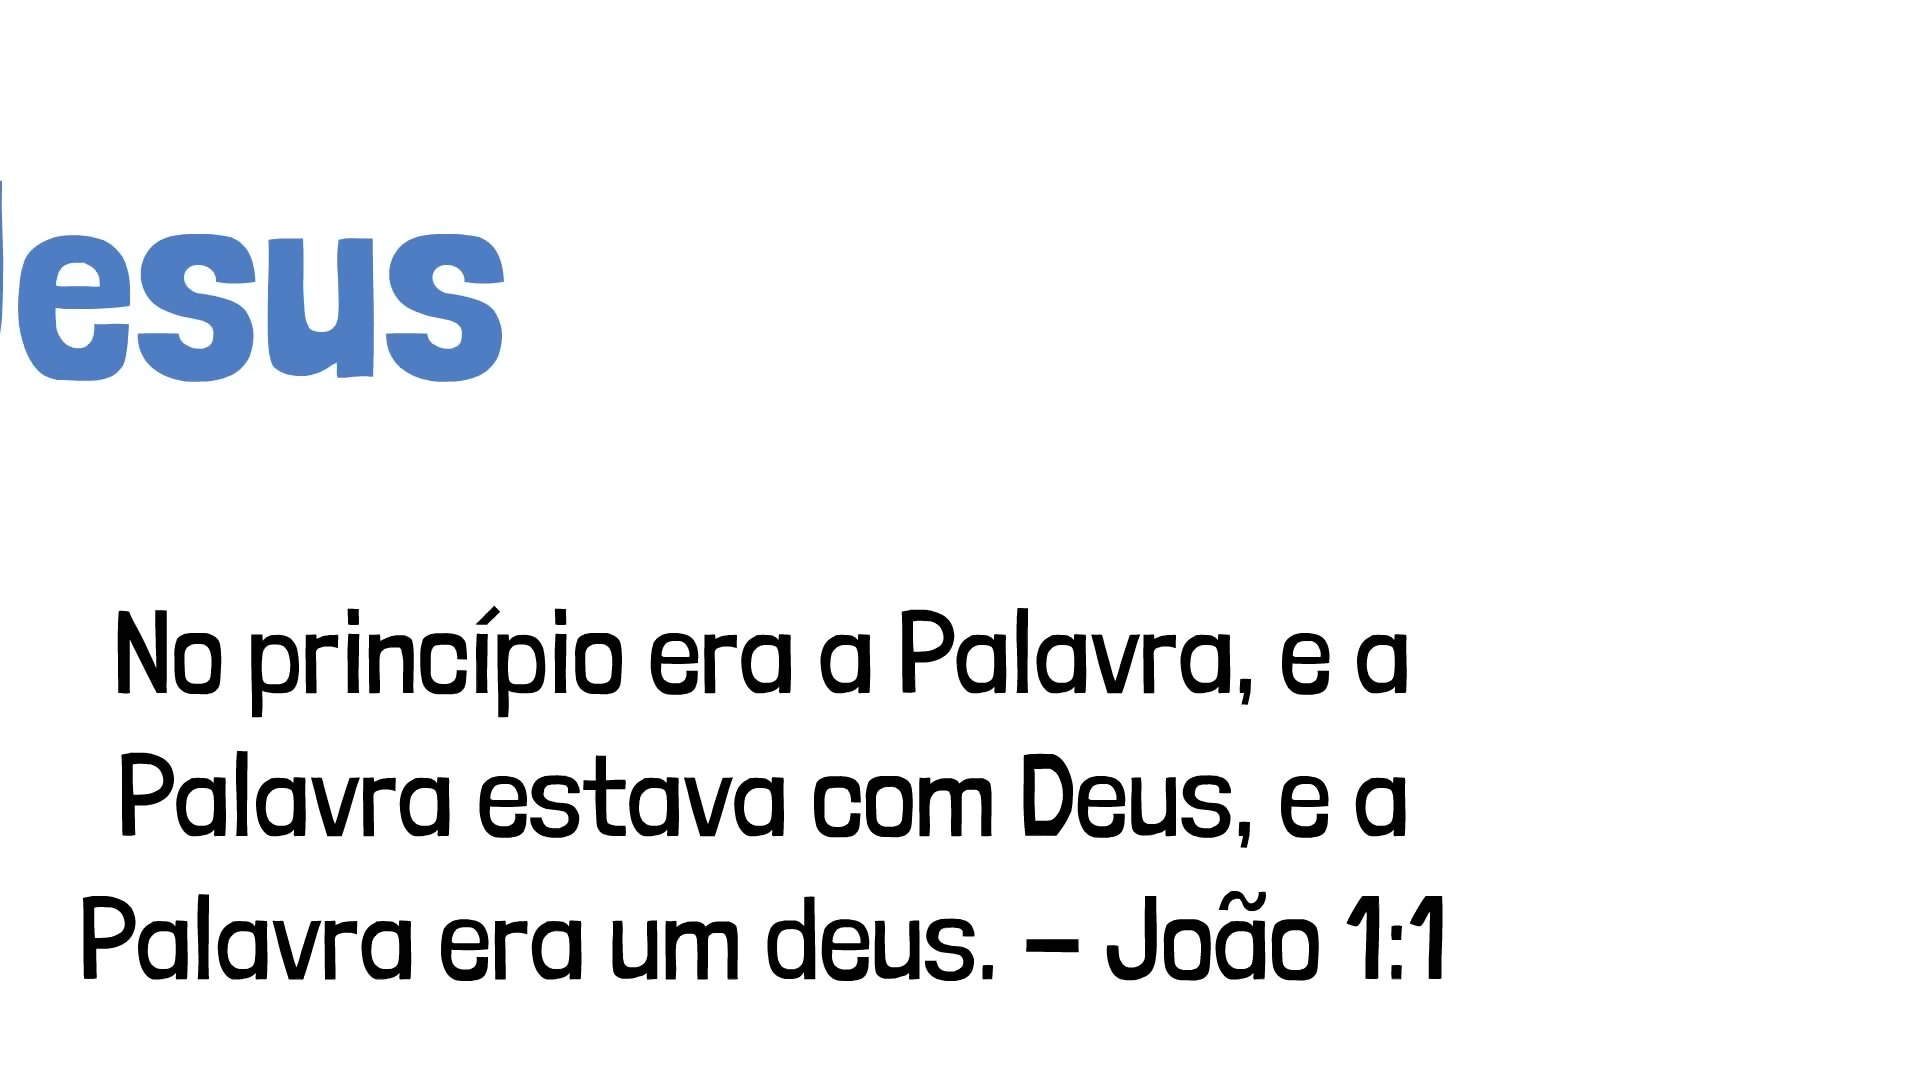 Jesus
No princípio era a Palavra, e a
Palavra estava com Deus, e a
Palavra era um deus. – João 1:1